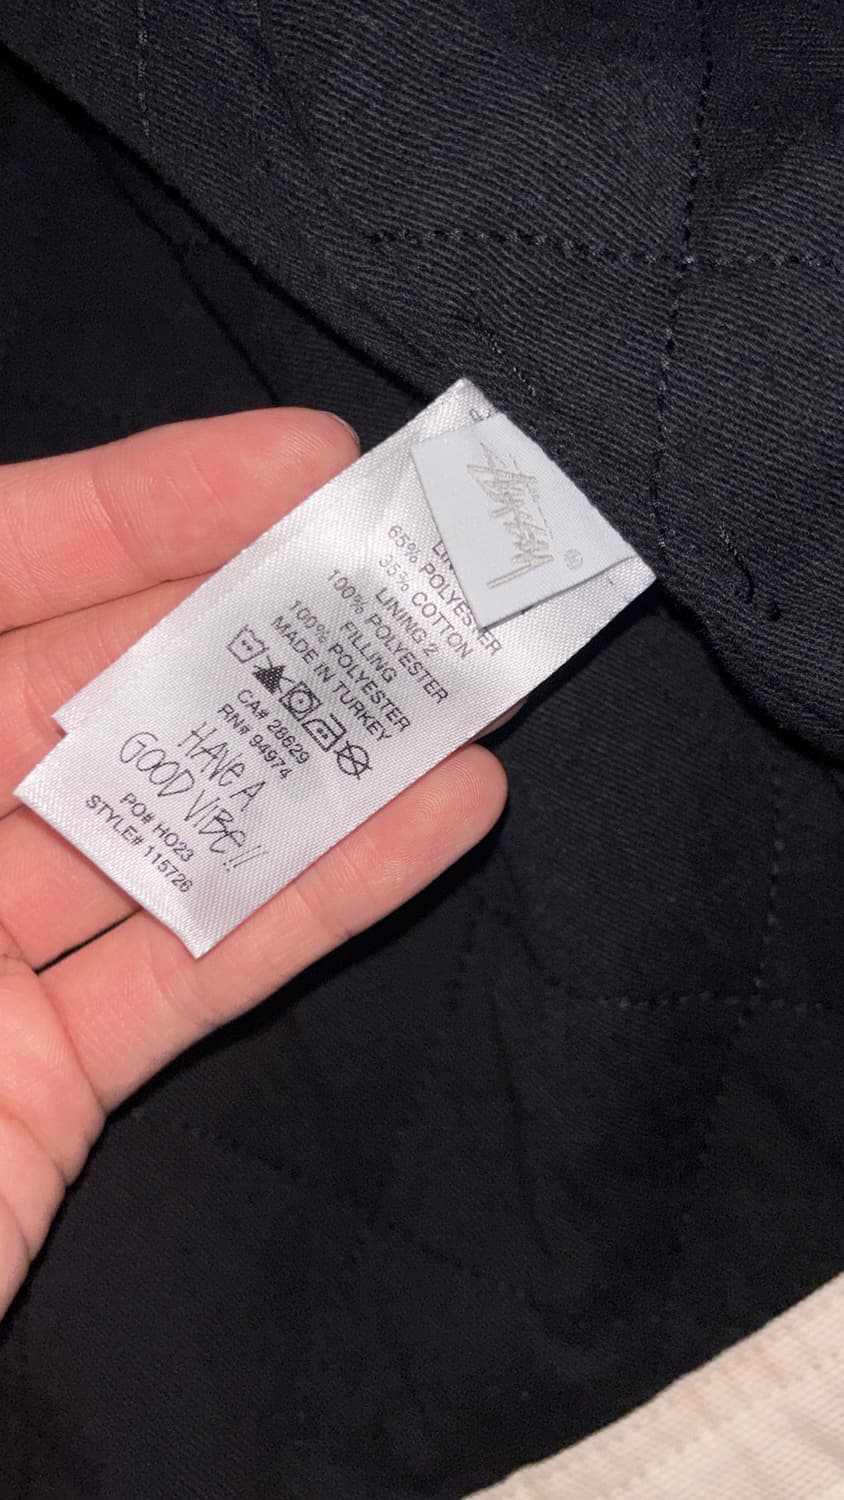 Stüssy
®
65% POLYESTER
35% COTTON
LINING 2
100% POLYESTER
FILLING
100% POLYESTER
MADE IN TURKEY
CA# 28629
RN# 94974
HAVE A
GOOD VIBE!!
PO# HO23
STYLE# 115726